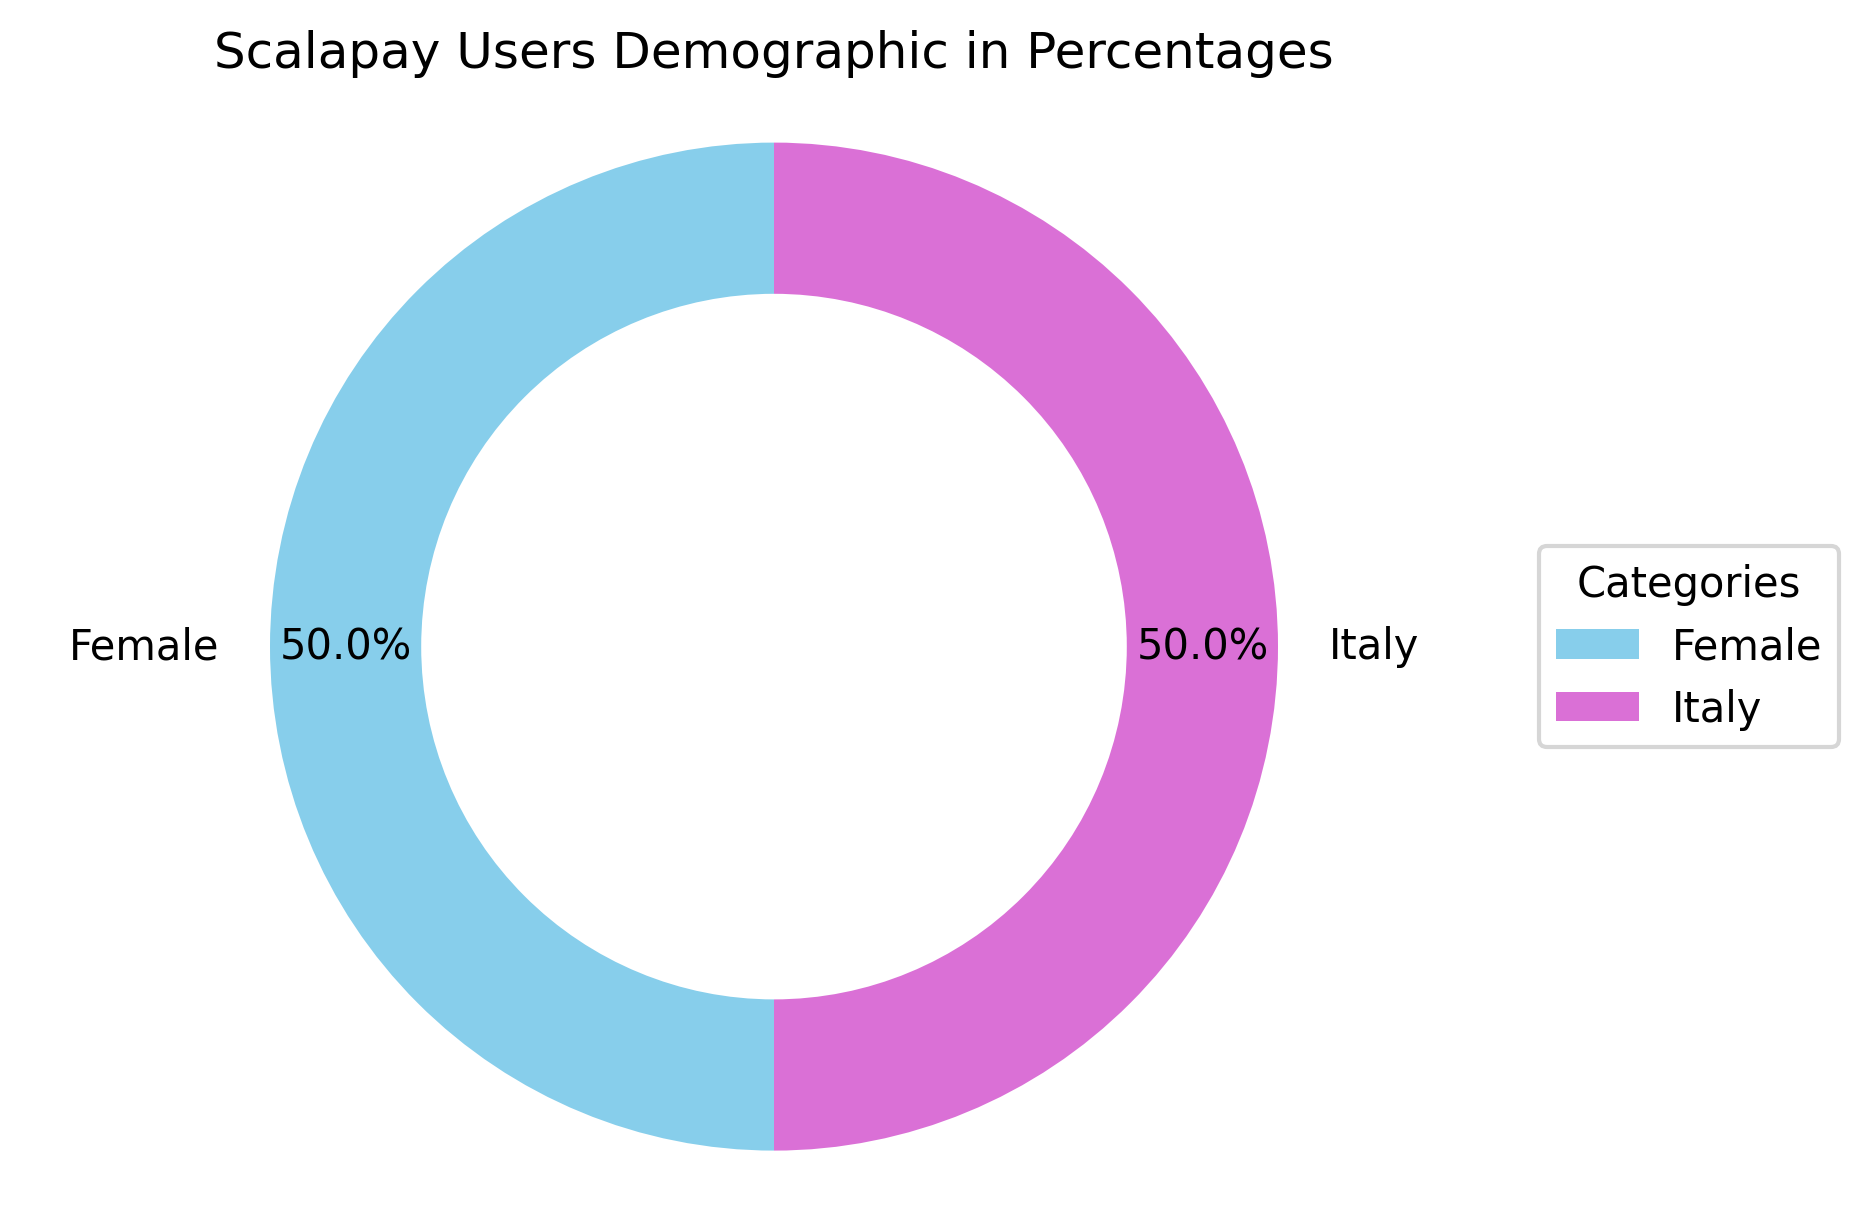 Scalapay Users Demographic in Percentages
Female
50.0%
50.0%
Italy
Categories
Female
Italy